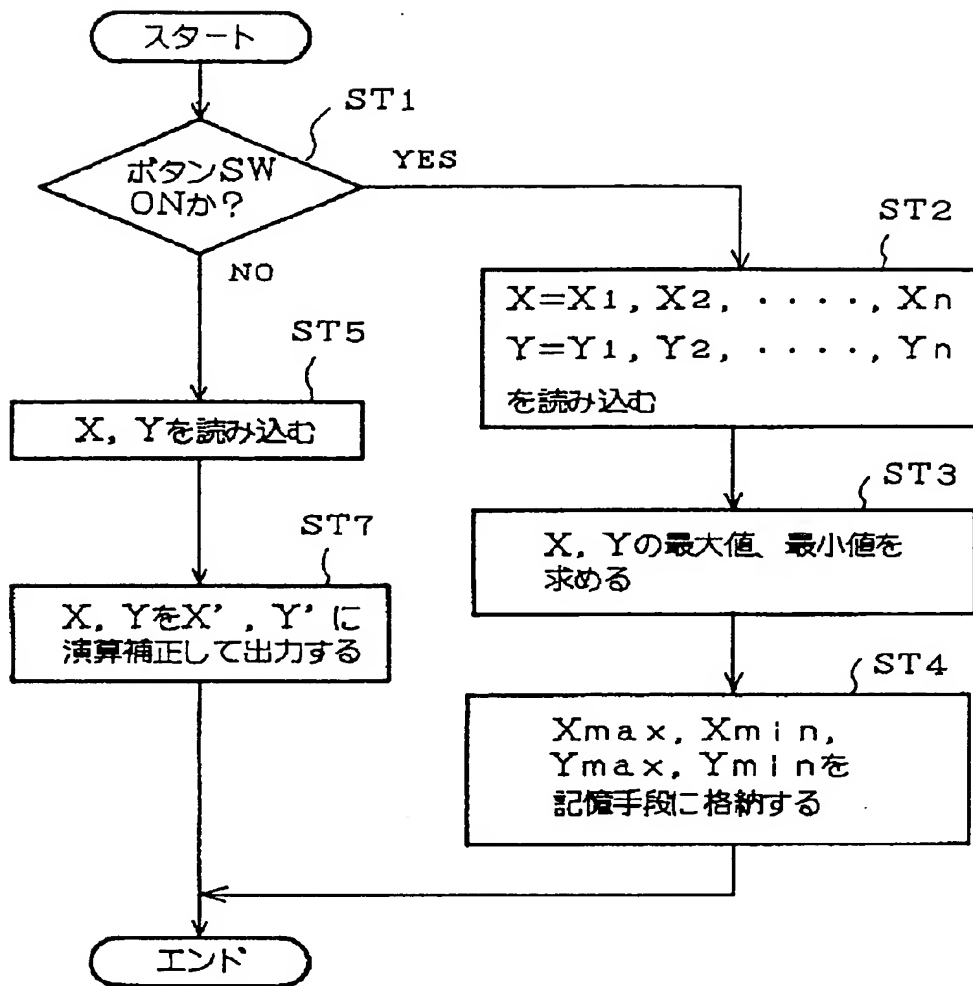 スタート
ST1
ボタンSW
ONか？
YES
NO
ST2
X=X1, X2, ····, Xn
Y=Y1, Y2, ····, Yn
を読み込む
ST5
X, Yを読み込む
ST3
X, Yの最大値、最小値を
求める
ST7
X, YをX', Y'に
演算補正して出力する
ST4
Xmax, Xmin,
Ymax, Yminを
記憶手段に格納する
エンド